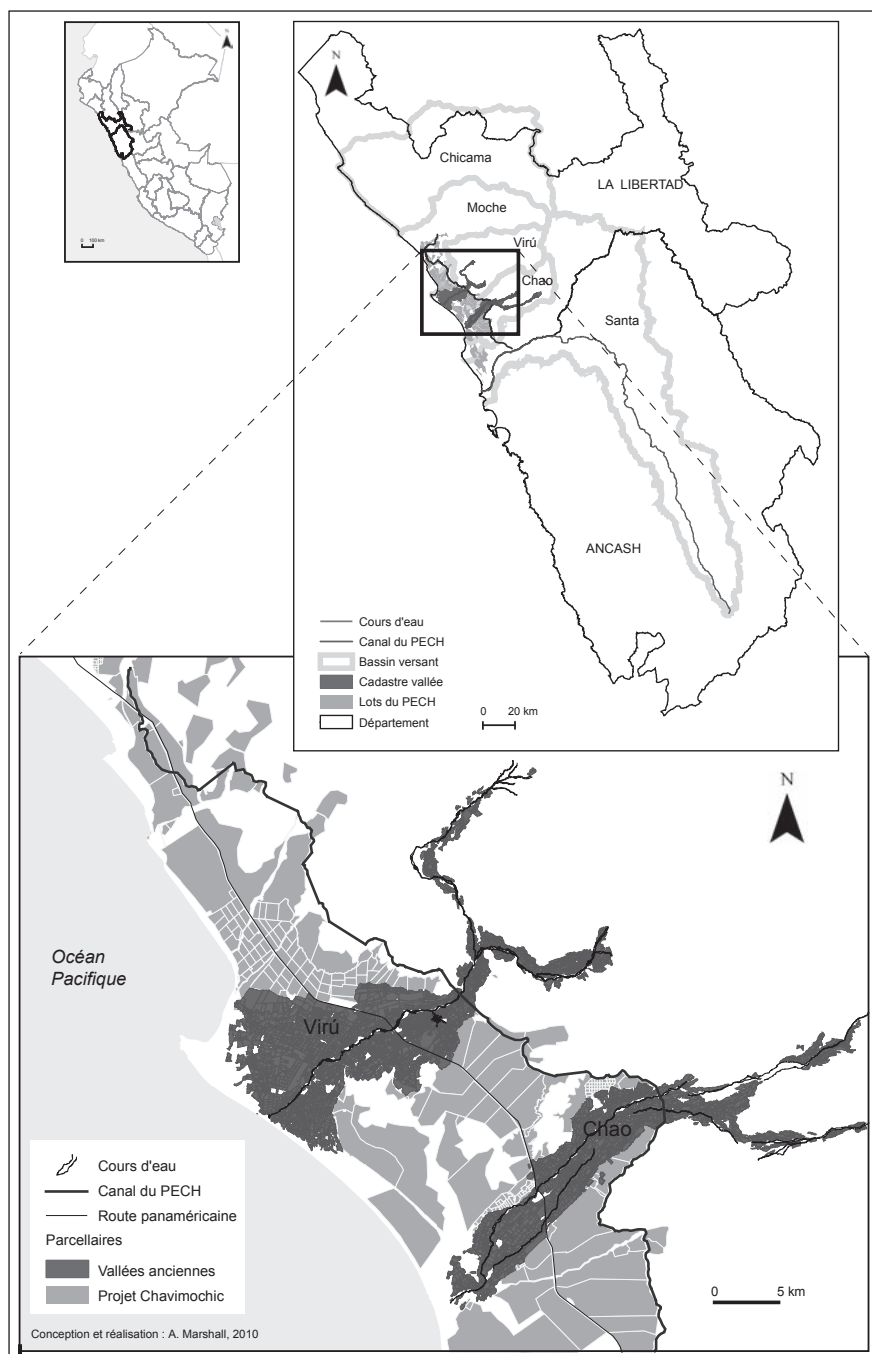 N
0 100 km
N
Chicama
LA LIBERTAD
Moche
Virú
Chao
Santa
ANCASH
Cours d'eau
Canal du PECH
Bassin versant
Cadastre vallée
Lots du PECH
Département
0 20 km
N
Océan
Pacifique
Virú
Chao
Cours d'eau
Canal du PECH
Route panaméricaine
Parcellaires
Vallées anciennes
Projet Chavimochic
0 5 km
Conception et réalisation : A. Marshall, 2010